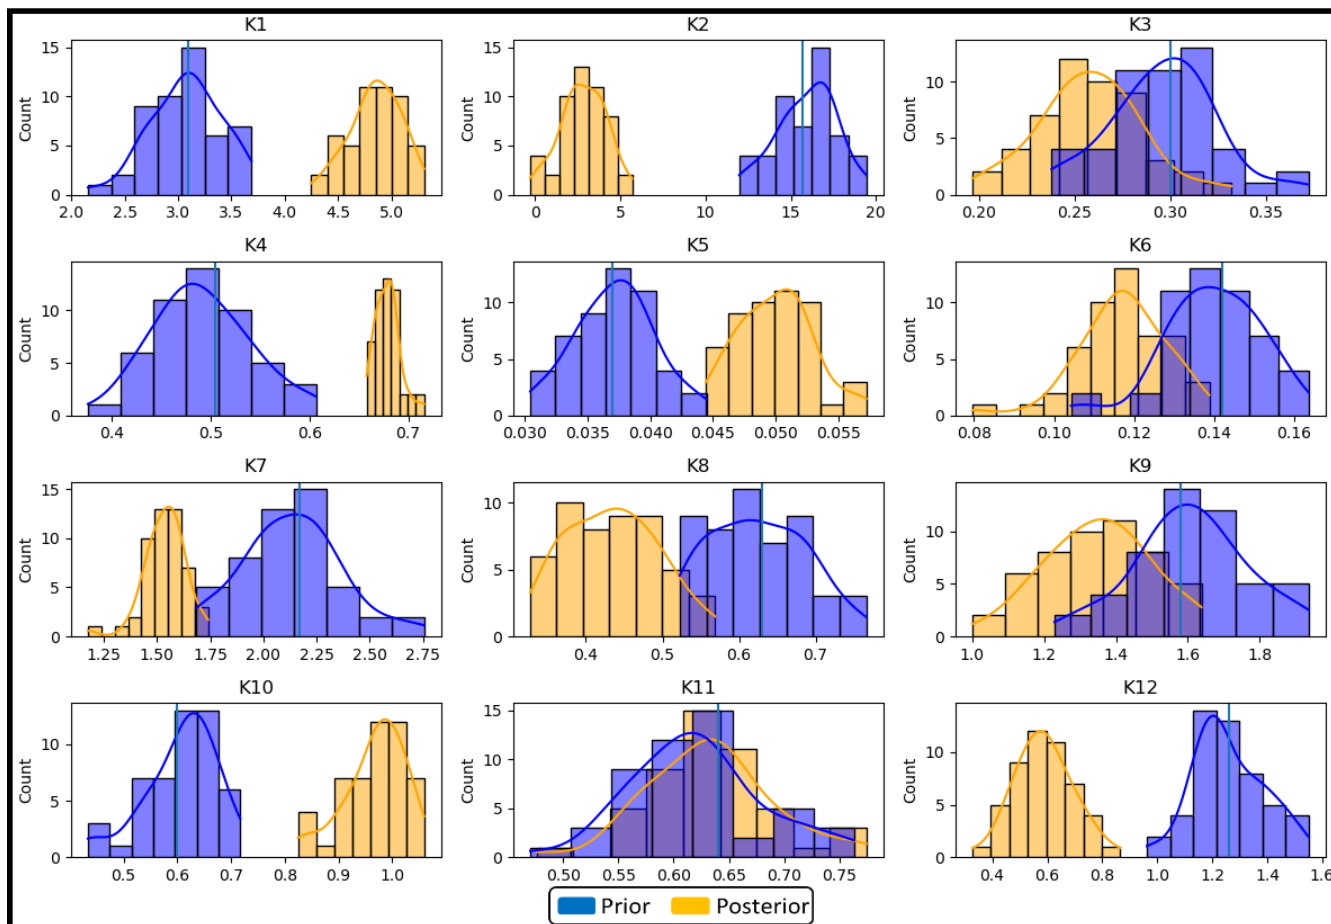 K1 K2 K3
Count 15 10 5 0
15 10 5 0
Count 10 5 0
2.0 2.5 3.0 3.5 4.0 4.5 5.0
0 5 10 15 20
0.20 0.25 0.30 0.35
K4 K5 K6
Count 10 5 0
10 5 0
Count 10 5 0
0.4 0.5 0.6 0.7
0.030 0.035 0.040 0.045 0.050 0.055
0.08 0.10 0.12 0.14 0.16
K7 K8 K9
Count 15 10 5 0
10 5 0
Count 10 5 0
1.25 1.50 1.75 2.00 2.25 2.50 2.75
0.4 0.5 0.6 0.7
1.0 1.2 1.4 1.6 1.8
K10 K11 K12
Count 10 5 0
15 10 5 0
Count 10 5 0
0.5 0.6 0.7 0.8 0.9 1.0
0.50 0.55 0.60 0.65 0.70 0.75
0.4 0.6 0.8 1.0 1.2 1.4 1.6
Prior Posterior